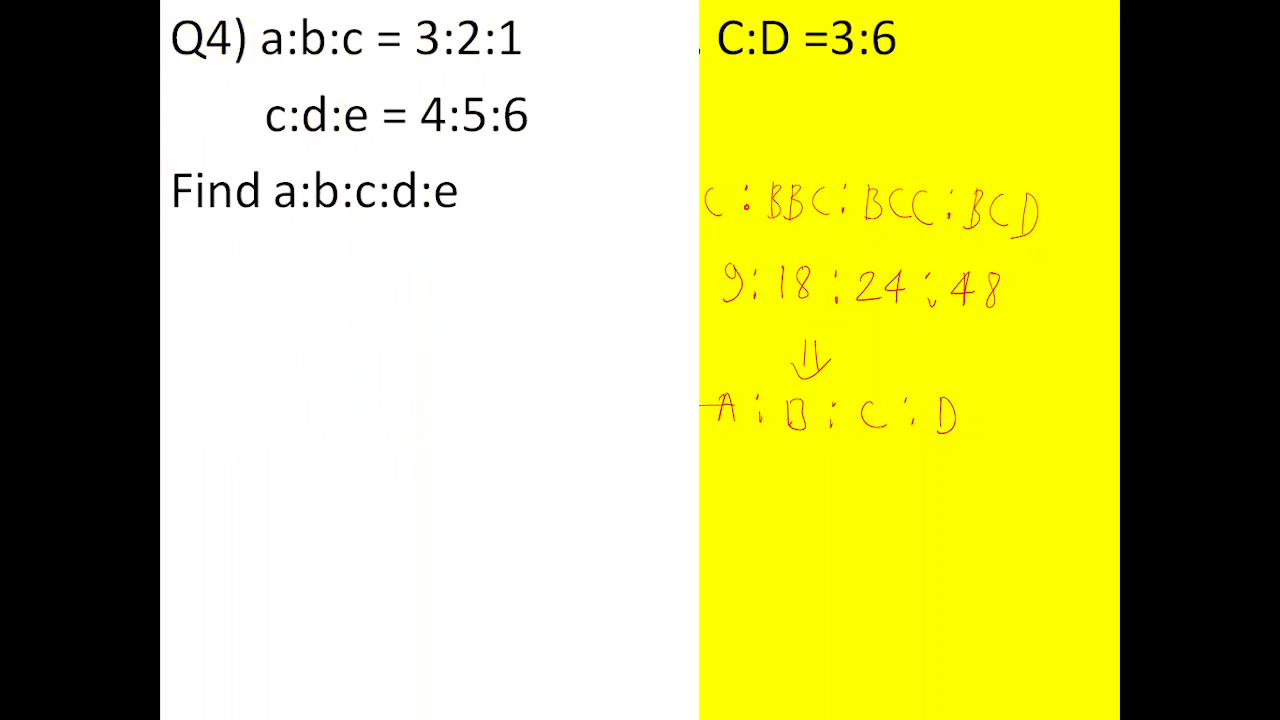 Q4) a:b:c = 3:2:1
c:d:e = 4:5:6
Find a:b:c:d:e
. C:D =3:6
C : BBC : BCC : BCD
9 : 18 : 24 : 48
⇓
A : B : C : D